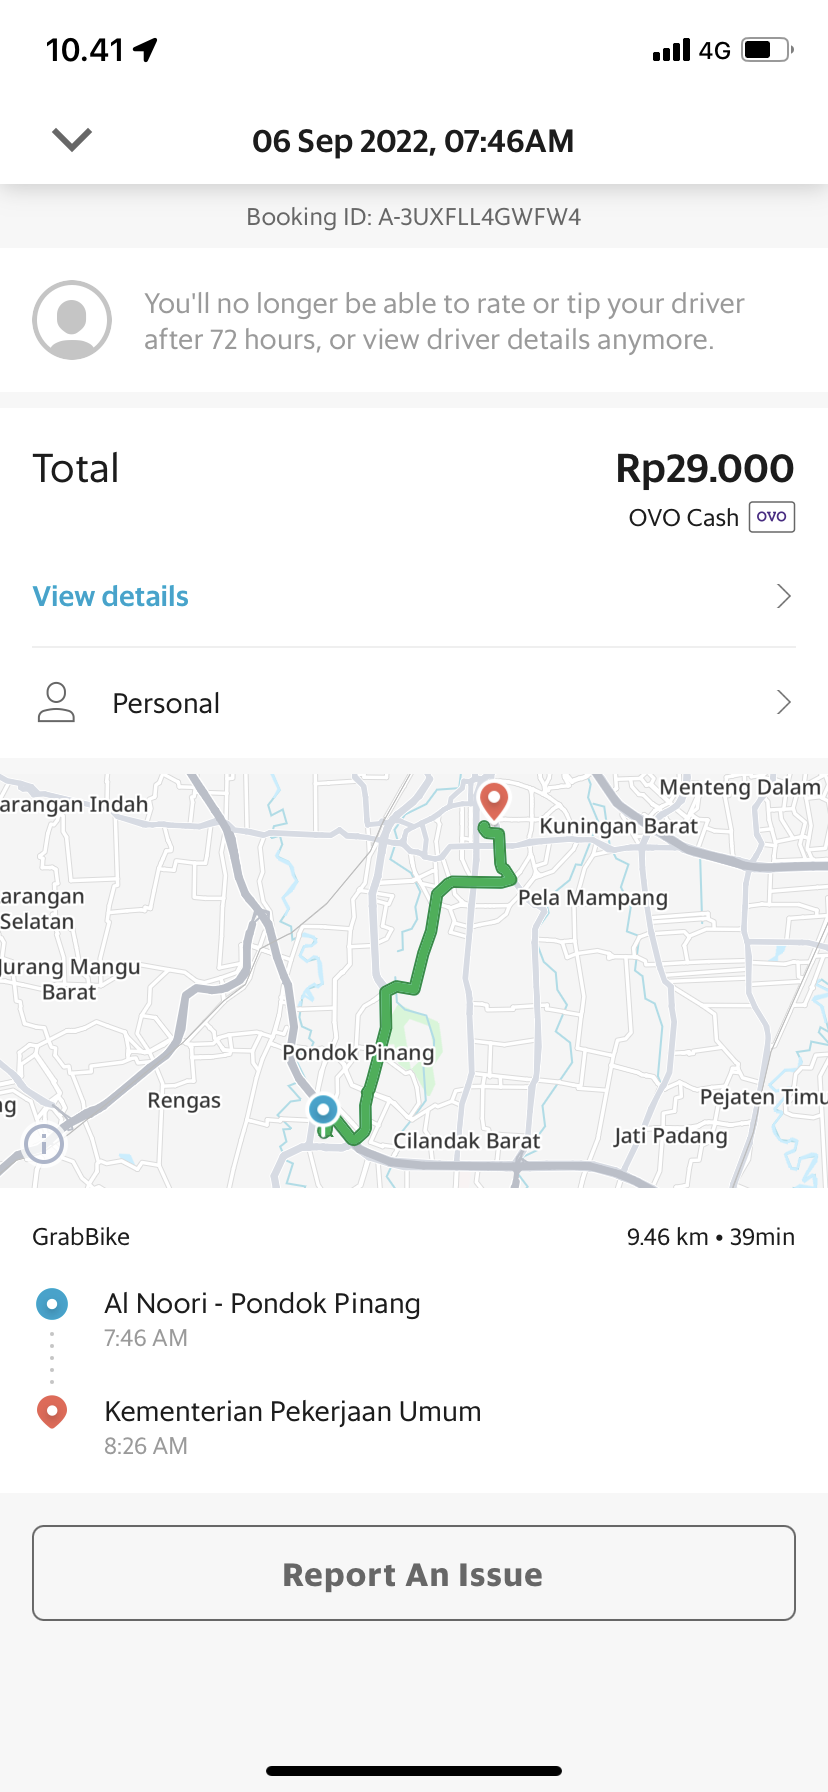 10.41
4G
06 Sep 2022, 07:46AM
Booking ID: A-3UXFLL4GWFW4
You'll no longer be able to rate or tip your driver
after 72 hours, or view driver details anymore.
Total
Rp29.000
OVO Cash OVO
View details
Personal
Menteng Dalam
arangan Indah
Kuningan Barat
arangan
Selatan
Pela Mampang
Jurang Mangu
Barat
Pondok Pinang
Rengas
Pejaten Timu
ng
Cilandak Barat
Jati Padang
GrabBike
9.46 km • 39min
Al Noori - Pondok Pinang
7:46 AM
Kementerian Pekerjaan Umum
8:26 AM
Report An Issue